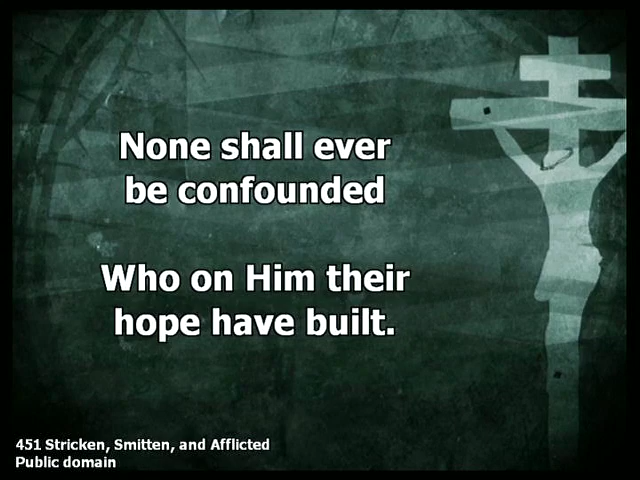 None shall ever
be confounded
Who on Him their
hope have built.
451 Stricken, Smitten, and Afflicted
Public domain